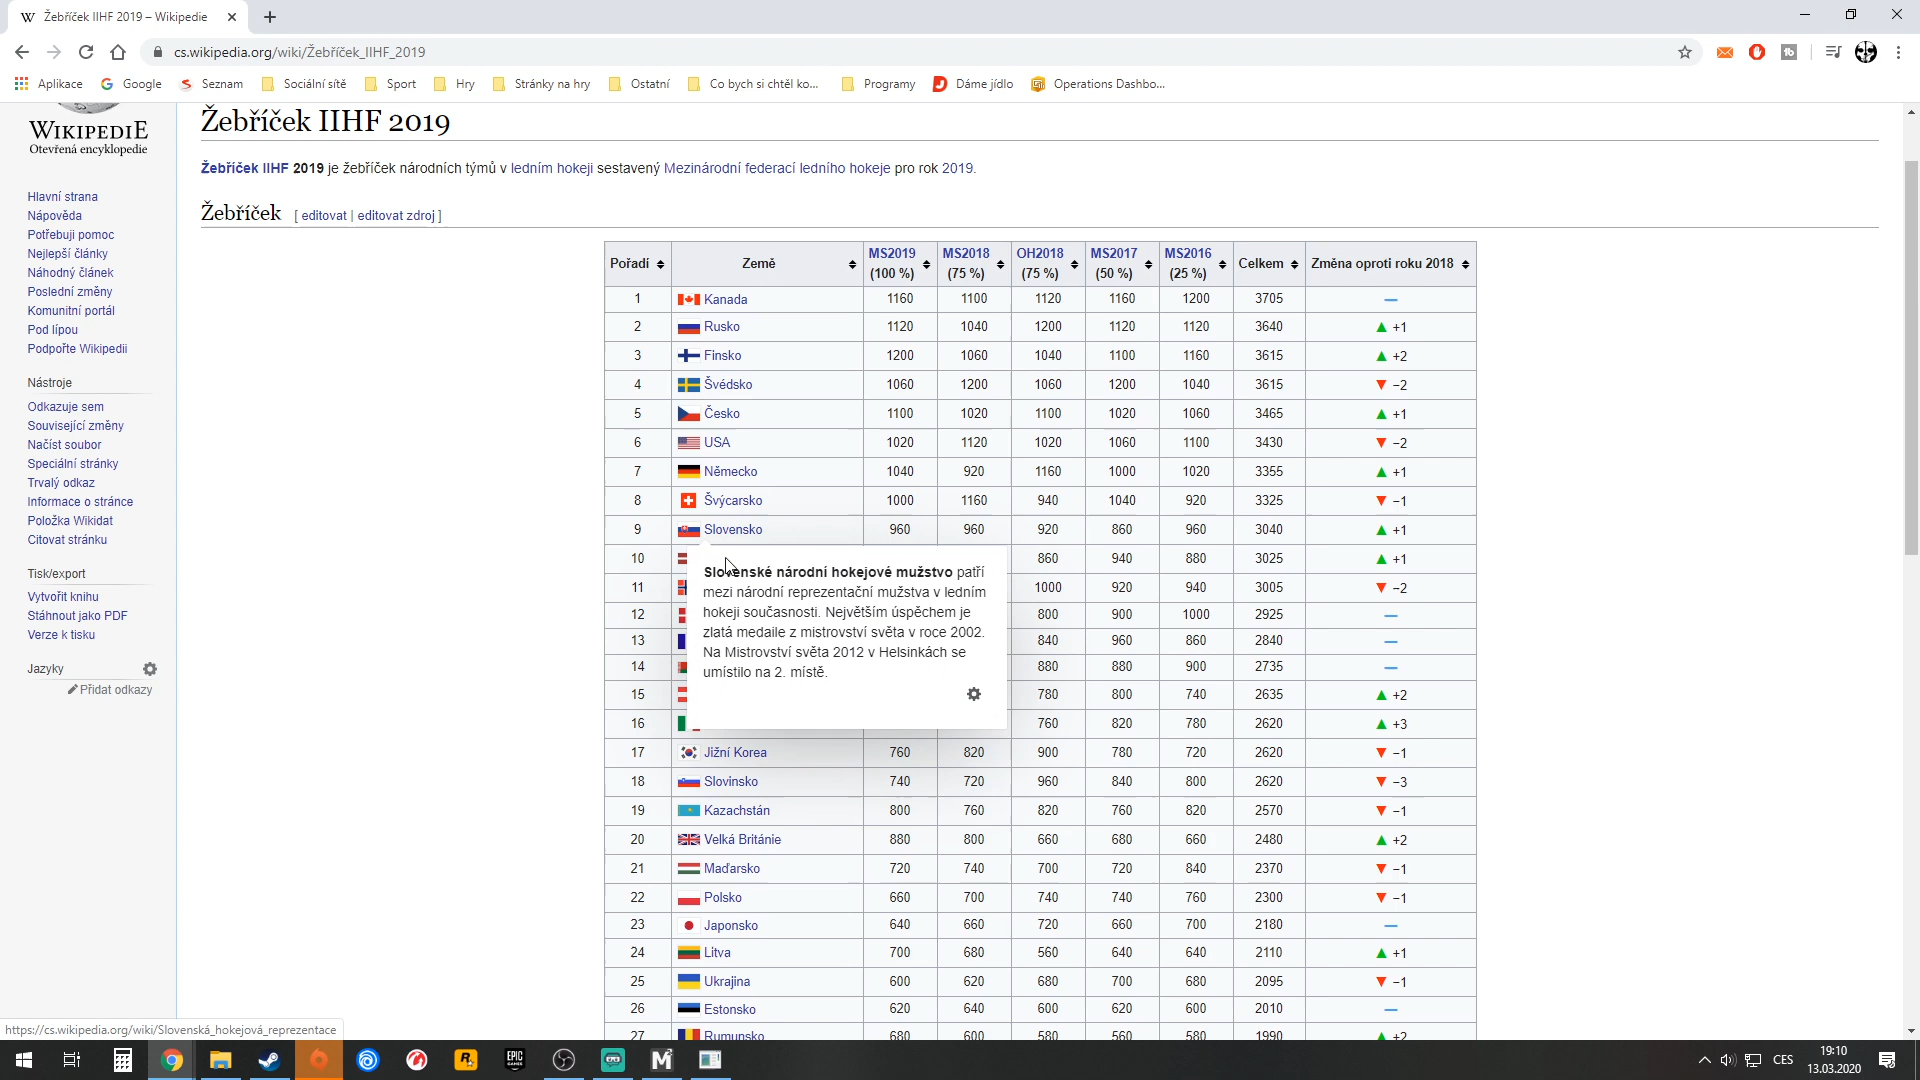 Žebříček IIHF 2019 – Wikipedie
cs.wikipedia.org/wiki/Žebříček_IIHF_2019
Aplikace Google Seznam Sociální sítě Sport Hry Stránky na hry Ostatní Co bych si chtěl ko... Programy Dáme jídlo Operations Dashbo...
WIKIPEDIE
Otevřená encyklopedie
Hlavní strana
Nápověda
Potřebuji pomoc
Nejlepší články
Náhodný článek
Poslední změny
Komunitní portál
Pod lípou
Podpořte Wikipedii
Nástroje
Odkazuje sem
Související změny
Načíst soubor
Speciální stránky
Trvalý odkaz
Informace o stránce
Položka Wikidat
Citovat stránku
Tisk/export
Vytvořit knihu
Stáhnout jako PDF
Verze k tisku
Jazyky
Přidat odkazy
Žebříček IIHF 2019
Žebříček IIHF 2019 je žebříček národních týmů v ledním hokeji sestavený Mezinárodní federací ledního hokeje pro rok 2019.
Žebříček [ editovat | editovat zdroj ]
Pořadí Země MS2019 (100 %) MS2018 (75 %) OH2018 (75 %) MS2017 (50 %) MS2016 (25 %) Celkem Změna oproti roku 2018
1 Kanada 1160 1100 1120 1160 1200 3705 —
2 Rusko 1120 1040 1200 1120 1120 3640 ▲ +1
3 Finsko 1200 1060 1040 1100 1160 3615 ▲ +2
4 Švédsko 1060 1200 1060 1200 1040 3615 ▼ −2
5 Česko 1100 1020 1100 1020 1060 3465 ▲ +1
6 USA 1020 1120 1020 1060 1100 3430 ▼ −2
7 Německo 1040 920 1160 1000 1020 3355 ▲ +1
8 Švýcarsko 1000 1160 940 1040 920 3325 ▼ −1
9 Slovensko 960 960 920 860 960 3040 ▲ +1
10 860 940 880 3025 ▲ +1
11 1000 920 940 3005 ▼ −2
12 800 900 1000 2925 —
13 840 960 860 2840 —
14 880 880 900 2735 —
15 780 800 740 2635 ▲ +2
16 760 820 780 2620 ▲ +3
Slovenské národní hokejové mužstvo patří
mezi národní reprezentační mužstva v ledním
hokeji současnosti. Největším úspěchem je
zlatá medaile z mistrovství světa v roce 2002.
Na Mistrovství světa 2012 v Helsinkách se
umístilo na 2. místě.
17 Jižní Korea 760 820 900 780 720 2620 ▼ −1
18 Slovinsko 740 720 960 840 800 2620 ▼ −3
19 Kazachstán 800 760 820 760 820 2570 ▼ −1
20 Velká Británie 880 800 660 680 660 2480 ▲ +2
21 Maďarsko 720 740 700 720 840 2370 ▼ −1
22 Polsko 660 700 740 740 760 2300 ▼ −1
23 Japonsko 640 660 720 660 700 2180 —
24 Litva 700 680 560 640 640 2110 ▲ +1
25 Ukrajina 600 620 680 700 680 2095 ▼ −1
26 Estonsko 620 640 600 620 600 2010 —
27 Rumunsko 680 600 580 560 580 1990 ▲ +2
https://cs.wikipedia.org/wiki/Slovenská_hokejová_reprezentace
EPIC GAMES
CES
19:10
13.03.2020